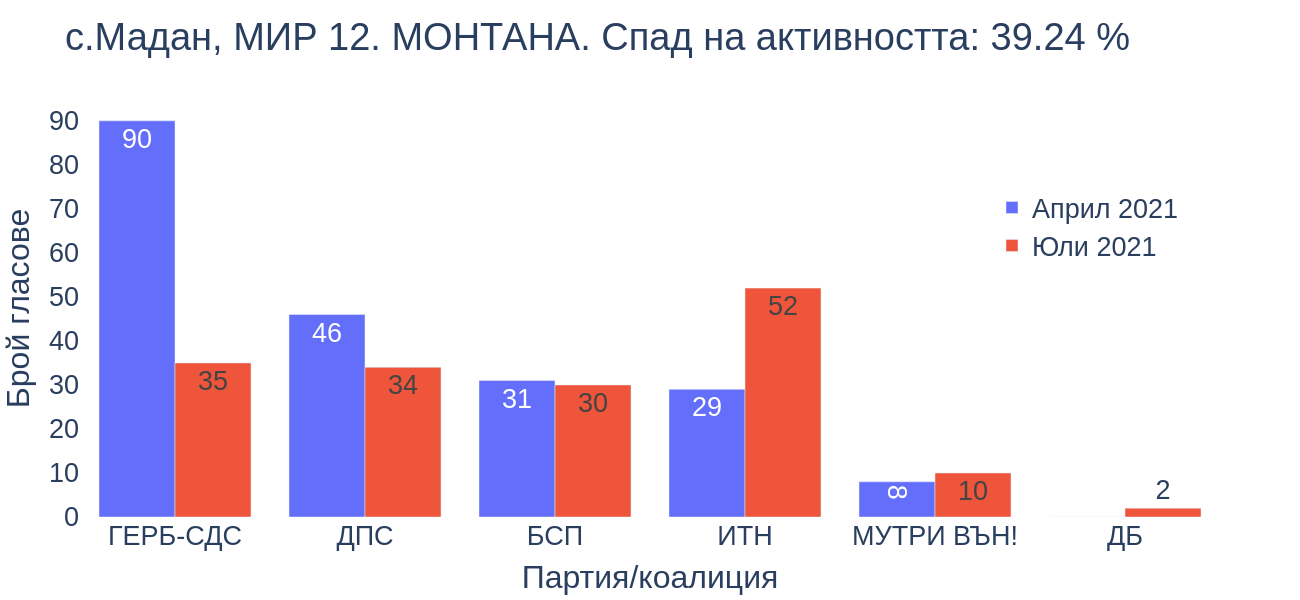 с.Мадан, МИР 12. МОНТАНА. Спад на активността: 39.24 %
Брой гласове
90
80
70
60
50
40
30
20
10
0
90
35
46
34
31
30
29
52
8
10
2
Април 2021
Юли 2021
ГЕРБ-СДС
ДПС
БСП
ИТН
МУТРИ ВЪН!
ДБ
Партия/коалиция